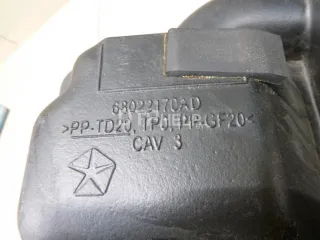 68022170AD
>PP-TD20, TPO, PP-GF20<
CAV 3